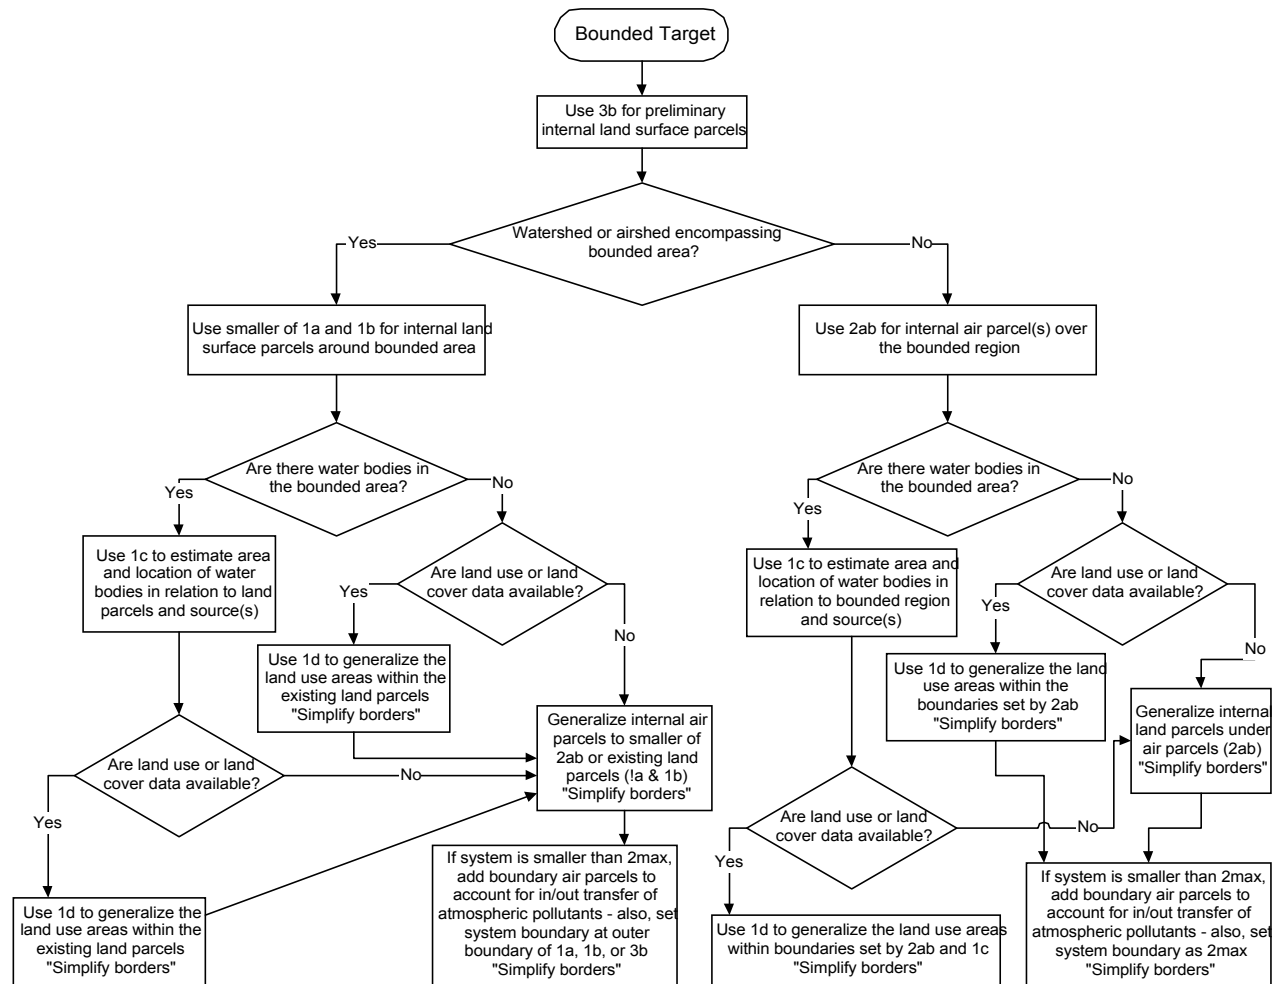 Bounded Target
Use 3b for preliminary
internal land surface parcels
Watershed or airshed encompassing
bounded area?
Yes
No
Use smaller of 1a and 1b for internal land
surface parcels around bounded area
Use 2ab for internal air parcel(s) over
the bounded region
Are there water bodies in
the bounded area?
Yes
No
Are there water bodies in
the bounded area?
Yes
No
Use 1c to estimate area
and location of water
bodies in relation to land
parcels and source(s)
Are land use or land
cover data available?
Yes
No
Use 1c to estimate area and
location of water bodies in
relation to bounded region
and source(s)
Are land use or land
cover data available?
Yes
No
Use 1d to generalize the
land use areas within the
existing land parcels
"Simplify borders"
Use 1d to generalize the land
use areas within the
boundaries set by 2ab
"Simplify borders"
Generalize internal air
parcels to smaller of
2ab or existing land
parcels (!a & 1b)
"Simplify borders"
Generalize internal
land parcels under
air parcels (2ab)
"Simplify borders"
Are land use or land
cover data available?
No
Yes
Are land use or land
cover data available?
No
Yes
Use 1d to generalize the
land use areas within the
existing land parcels
"Simplify borders"
If system is smaller than 2max,
add boundary air parcels to
account for in/out transfer of
atmospheric pollutants - also, set
system boundary at outer
boundary of 1a, 1b, or 3b
"Simplify borders"
Use 1d to generalize the land use areas
within boundaries set by 2ab and 1c
"Simplify borders"
If system is smaller than 2max,
add boundary air parcels to
account for in/out transfer of
atmospheric pollutants - also, set
system boundary as 2max
"Simplify borders"